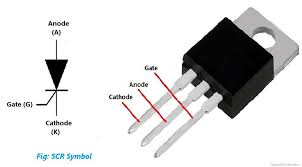 Anode
(A)
Gate (G)
Cathode
(K)
Fig: SCR Symbol
Gate
Anode
Cathode